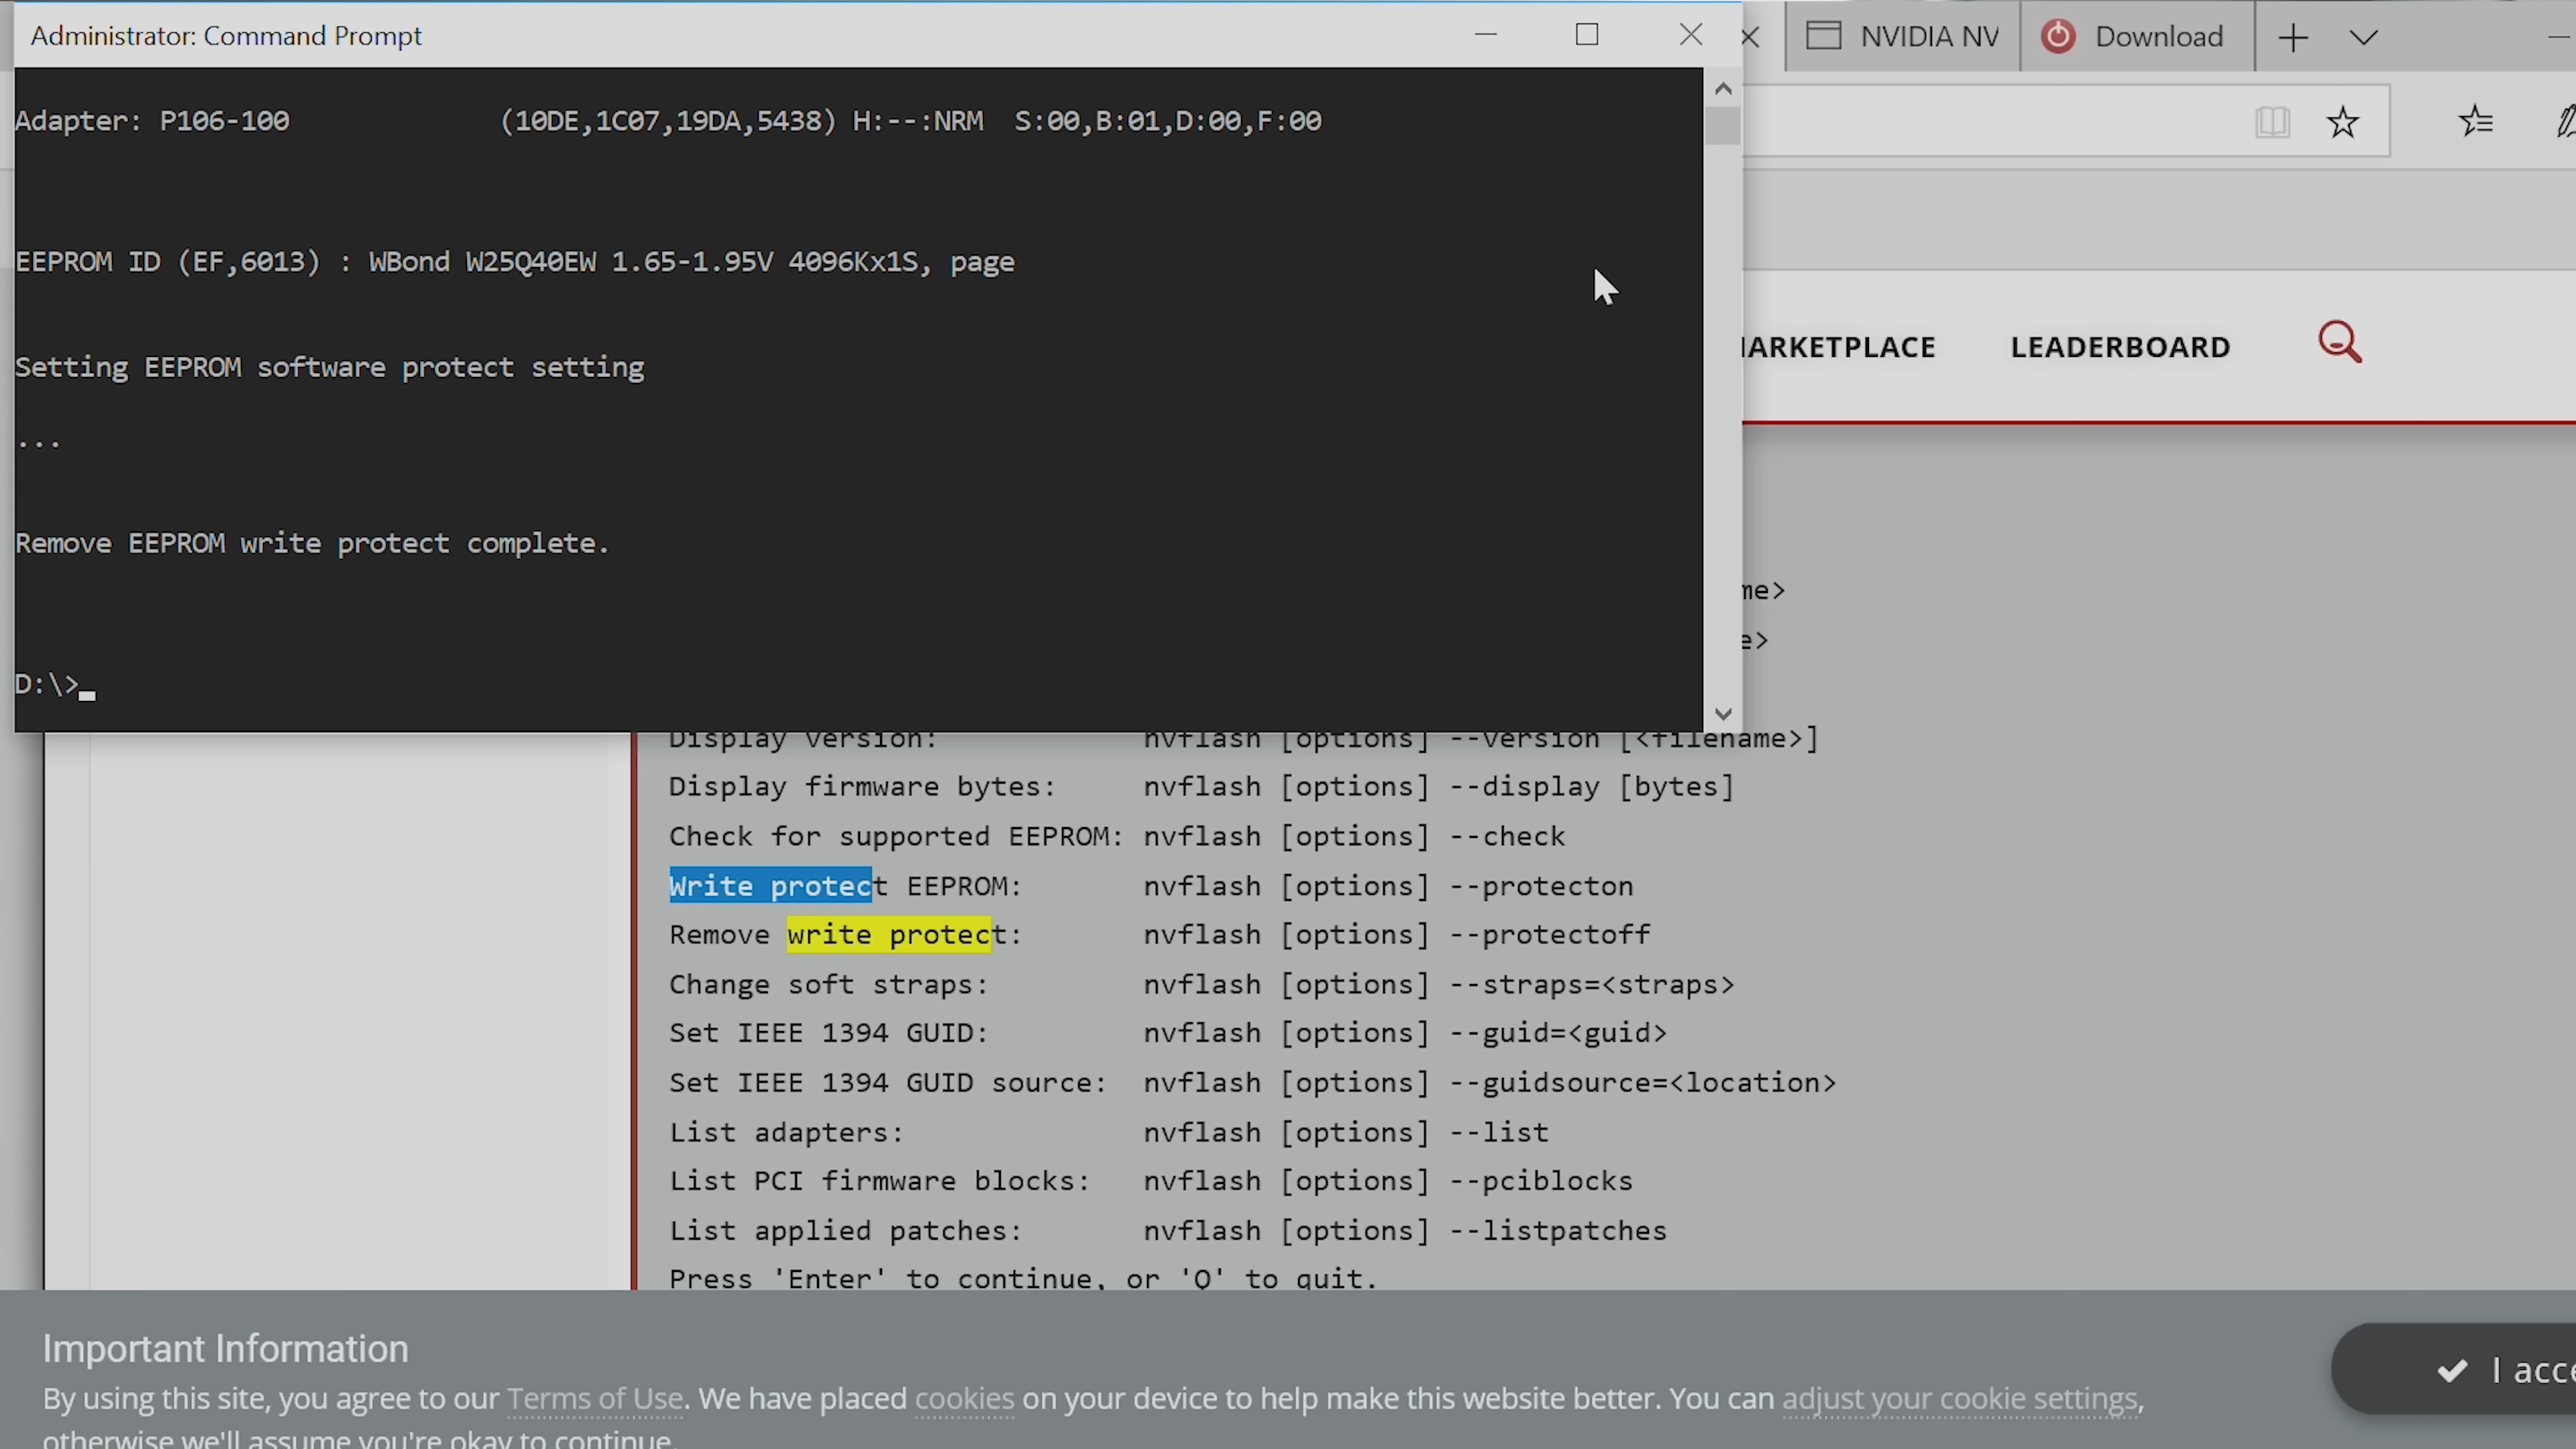 Administrator: Command Prompt
NVIDIA NV
Download
Adapter: P106-100 (10DE,1C07,19DA,5438) H:--:NRM S:00,B:01,D:00,F:00
EEPROM ID (EF,6013) : WBond W25Q40EW 1.65-1.95V 4096Kx1S, page
Setting EEPROM software protect setting
...
Remove EEPROM write protect complete.
D:\>
ARKETPLACE LEADERBOARD
me>
e>
Display version: nvflash [options] --version [<filename>]
Display firmware bytes: nvflash [options] --display [bytes]
Check for supported EEPROM: nvflash [options] --check
Write protect EEPROM: nvflash [options] --protecton
Remove write protect: nvflash [options] --protectoff
Change soft straps: nvflash [options] --straps=<straps>
Set IEEE 1394 GUID: nvflash [options] --guid=<guid>
Set IEEE 1394 GUID source: nvflash [options] --guidsource=<location>
List adapters: nvflash [options] --list
List PCI firmware blocks: nvflash [options] --pciblocks
List applied patches: nvflash [options] --listpatches
Press 'Enter' to continue, or 'Q' to quit.
Important Information
By using this site, you agree to our Terms of Use. We have placed cookies on your device to help make this website better. You can adjust your cookie settings,
otherwise we'll assume you're okay to continue.
I acce